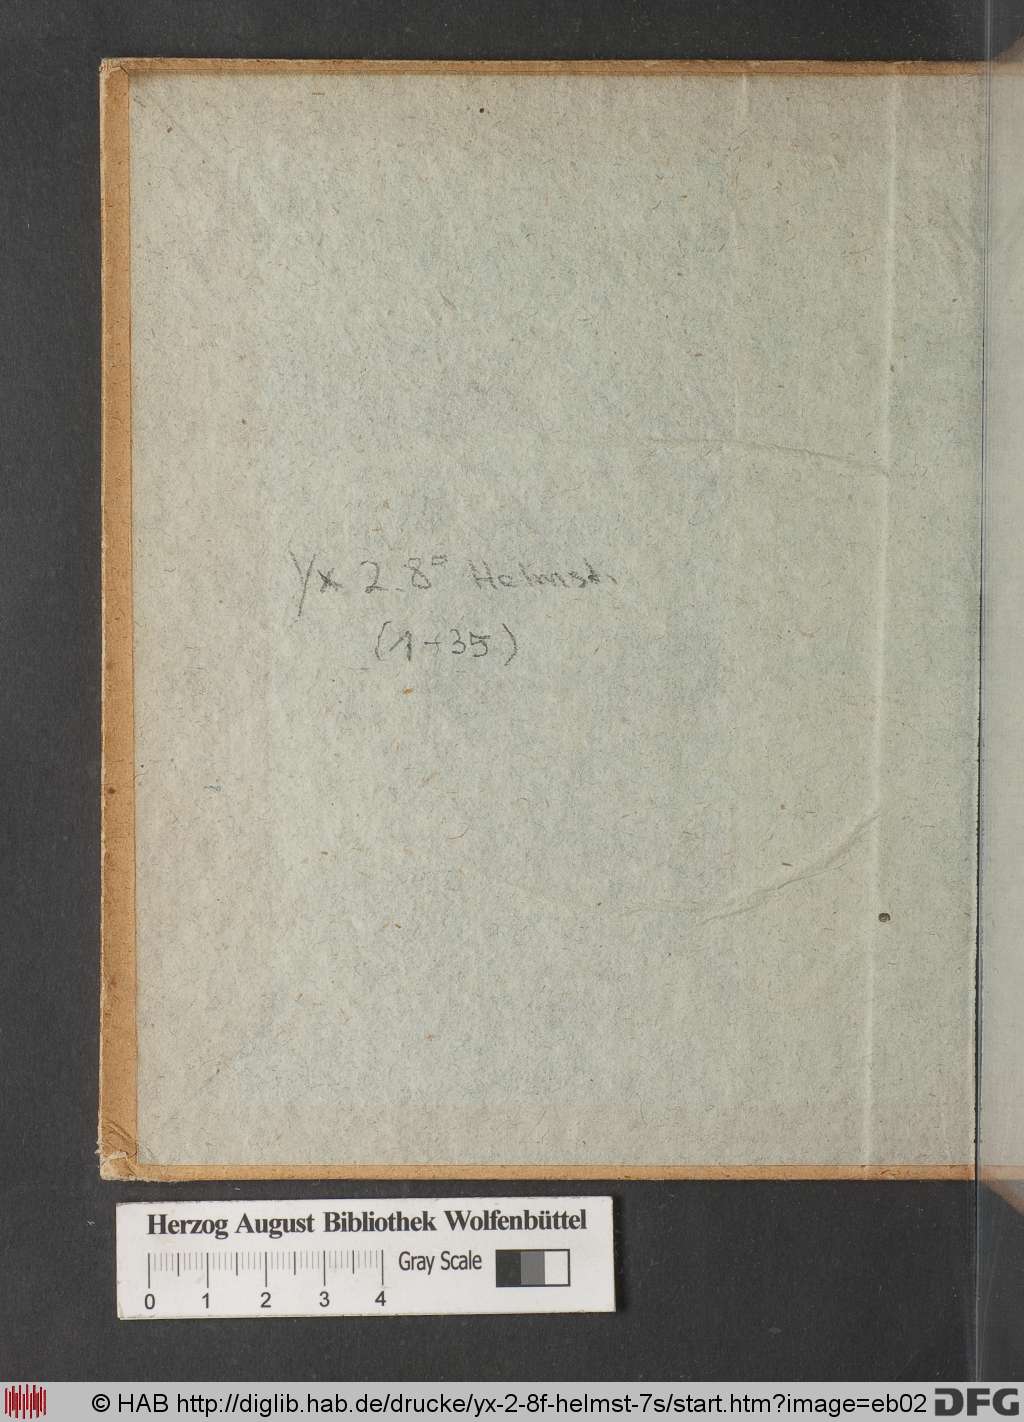 Yx 2.8° Helmst.
(1-35)
Herzog August Bibliothek Wolfenbüttel
Gray Scale
0 1 2 3 4
© HAB http://diglib.hab.de/drucke/yx-2-8f-helmst-7s/start.htm?image=eb02 DFG